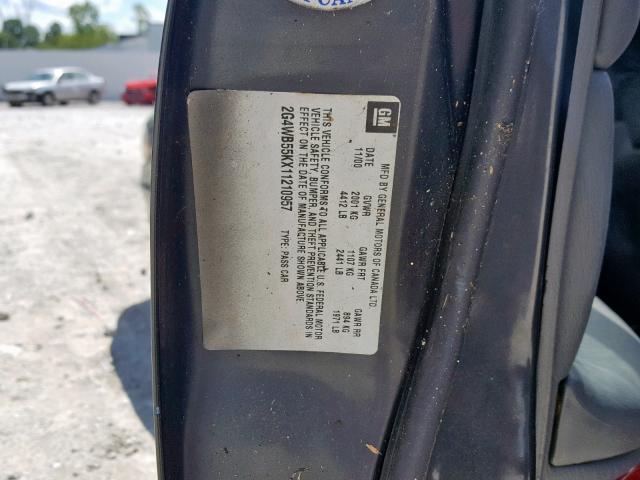 CAP
GM
MFD BY GENERAL MOTORS OF CANADA LTD.
DATE GVWR GAWR FR GAWR RR
11/00 2001 KG 1107 KG 894 KG
4412 LB 2441 LB 1971 LB
THIS VEHICLE CONFORMS TO ALL APPLICABLE U.S. FEDERAL MOTOR
VEHICLE SAFETY, BUMPER, AND THEFT PREVENTION STANDARDS IN
EFFECT ON THE DATE OF MANUFACTURE SHOWN ABOVE.
2G4WB55KX11210957 TYPE: PASS CAR